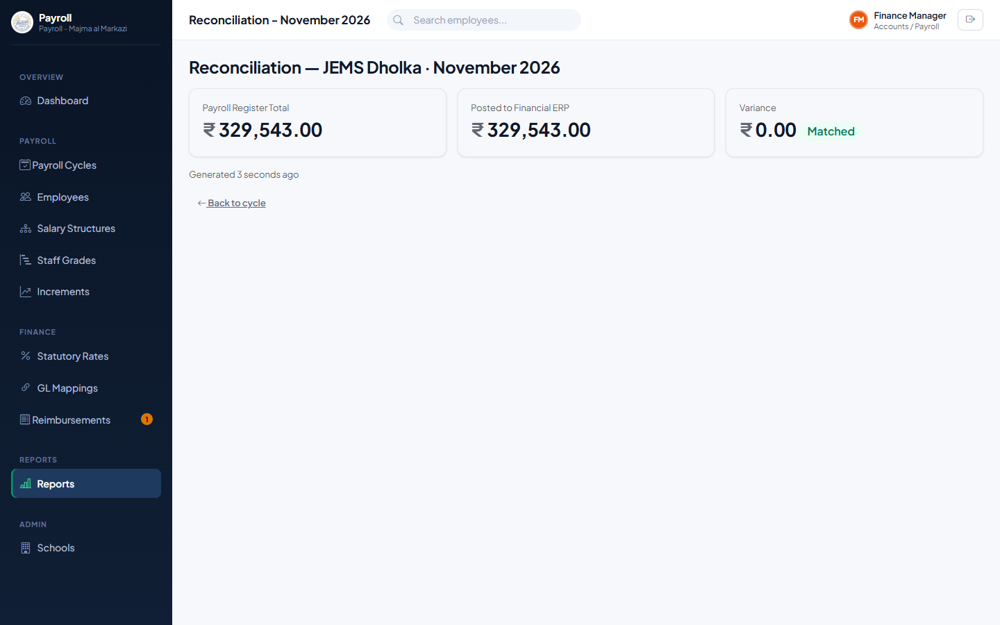 Payroll
Payroll - Majma al Markazi
OVERVIEW
Dashboard
PAYROLL
Payroll Cycles
Employees
Salary Structures
Staff Grades
Increments
FINANCE
Statutory Rates
GL Mappings
Reimbursements 1
REPORTS
Reports
ADMIN
Schools
Reconciliation - November 2026
Search employees...
FM
Finance Manager
Accounts / Payroll
Reconciliation — JEMS Dholka · November 2026
Payroll Register Total
₹ 329,543.00
Posted to Financial ERP
₹ 329,543.00
Variance
₹ 0.00 Matched
Generated 3 seconds ago
← Back to cycle